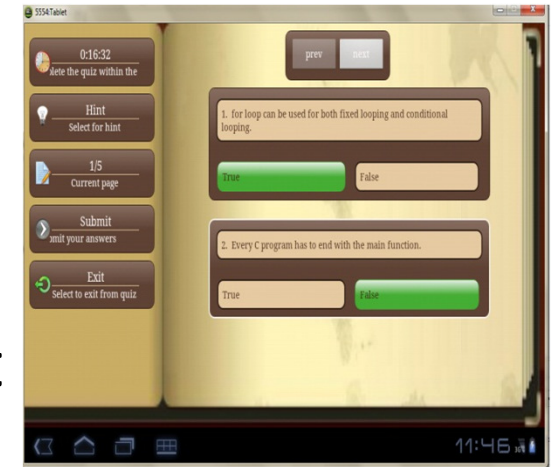 5554:Tablet
0:16:32
lete the quiz within the
Hint
Select for hint
1/5
Current page
Submit
mit your answers
Exit
Select to exit from quiz
prev next
1. for loop can be used for both fixed looping and conditional
looping.
True False
2. Every C program has to end with the main function.
True False
11:46